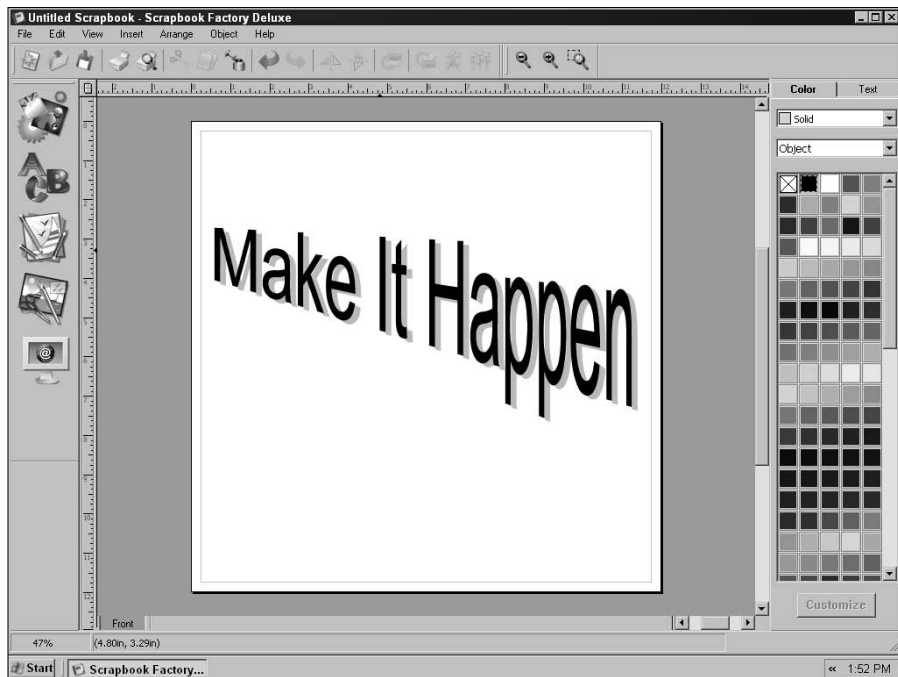 Untitled Scrapbook - Scrapbook Factory Deluxe
File Edit View Insert Arrange Object Help
Color Text
Solid
Object
Make It Happen
Customize
Front
47% (4.80in, 3.29in)
Start Scrapbook Factory... « 1:52 PM